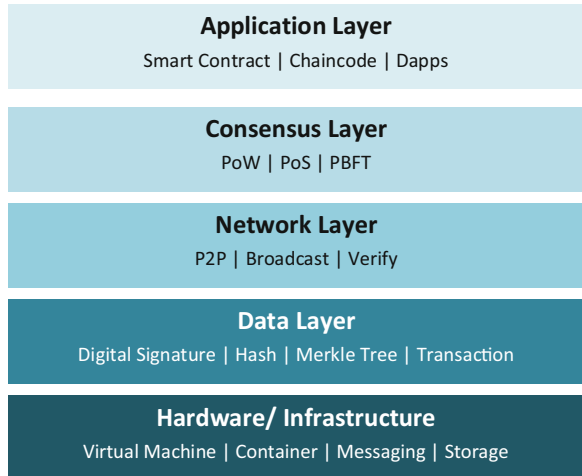 Application Layer
Smart Contract | Chaincode | Dapps
Consensus Layer
PoW | PoS | PBFT
Network Layer
P2P | Broadcast | Verify
Data Layer
Digital Signature | Hash | Merkle Tree | Transaction
Hardware/ Infrastructure
Virtual Machine | Container | Messaging | Storage